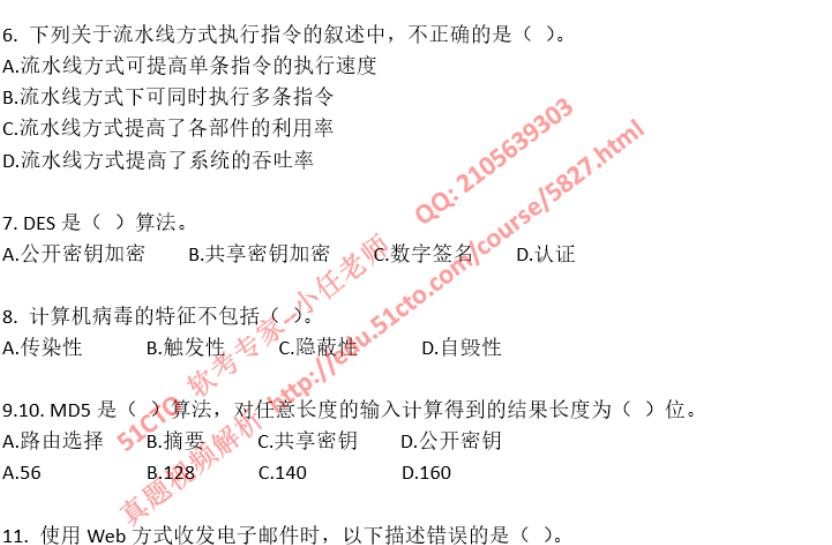 6. 下列关于流水线方式执行指令的叙述中，不正确的是（ ）。
A.流水线方式可提高单条指令的执行速度
B.流水线方式下可同时执行多条指令
C.流水线方式提高了各部件的利用率
D.流水线方式提高了系统的吞吐率
7. DES 是（ ）算法。
A.公开密钥加密 B.共享密钥加密 C.数字签名 D.认证
8. 计算机病毒的特征不包括（ ）。
A.传染性 B.触发性 C.隐蔽性 D.自毁性
9.10. MD5 是（ ）算法，对任意长度的输入计算得到的结果长度为（ ）位。
A.路由选择 B.摘要 C.共享密钥 D.公开密钥
A.56 B.128 C.140 D.160
11. 使用 Web 方式收发电子邮件时，以下描述错误的是（ ）。
51CTO 软考专家--小任老师 QQ: 2105639303
真题视频解析 http://edu.51cto.com/course/5827.html